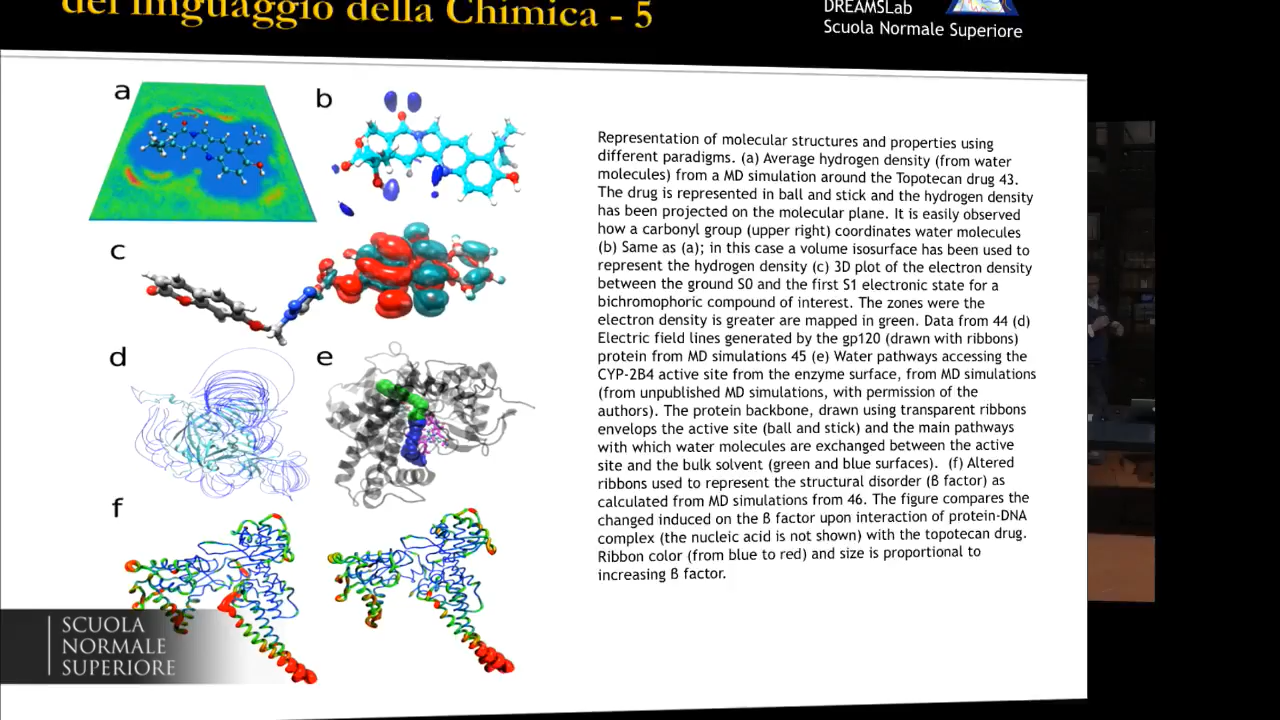 del linguaggio della Chimica - 5
DREAMSLab
Scuola Normale Superiore
a
b
c
d
e
f
Representation of molecular structures and properties using
different paradigms. (a) Average hydrogen density (from water
molecules) from a MD simulation around the Topotecan drug 43.
The drug is represented in ball and stick and the hydrogen density
has been projected on the molecular plane. It is easily observed
how a carbonyl group (upper right) coordinates water molecules
(b) Same as (a); in this case a volume isosurface has been used to
represent the hydrogen density (c) 3D plot of the electron density
between the ground S0 and the first S1 electronic state for a
bichromophoric compound of interest. The zones were the
electron density is greater are mapped in green. Data from 44 (d)
Electric field lines generated by the gp120 (drawn with ribbons)
protein from MD simulations 45 (e) Water pathways accessing the
CYP-2B4 active site from the enzyme surface, from MD simulations
(from unpublished MD simulations, with permission of the
authors). The protein backbone, drawn using transparent ribbons
envelops the active site (ball and stick) and the main pathways
with which water molecules are exchanged between the active
site and the bulk solvent (green and blue surfaces). (f) Altered
ribbons used to represent the structural disorder (ß factor) as
calculated from MD simulations from 46. The figure compares the
changed induced on the ß factor upon interaction of protein-DNA
complex (the nucleic acid is not shown) with the topotecan drug.
Ribbon color (from blue to red) and size is proportional to
increasing ß factor.
SCUOLA
NORMALE
SUPERIORE